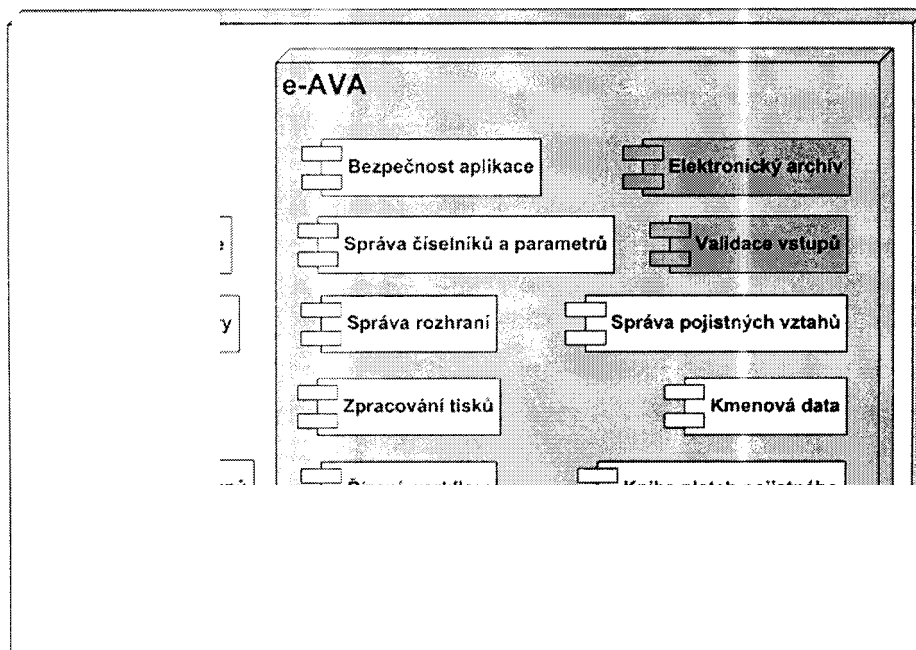 e-AVA
Bezpečnost aplikace
Elektronický archív
Správa číselníků a parametrů
Validace vstupů
ry
Správa rozhraní
Správa pojistných vztahů
Zpracování tisků
Kmenová data